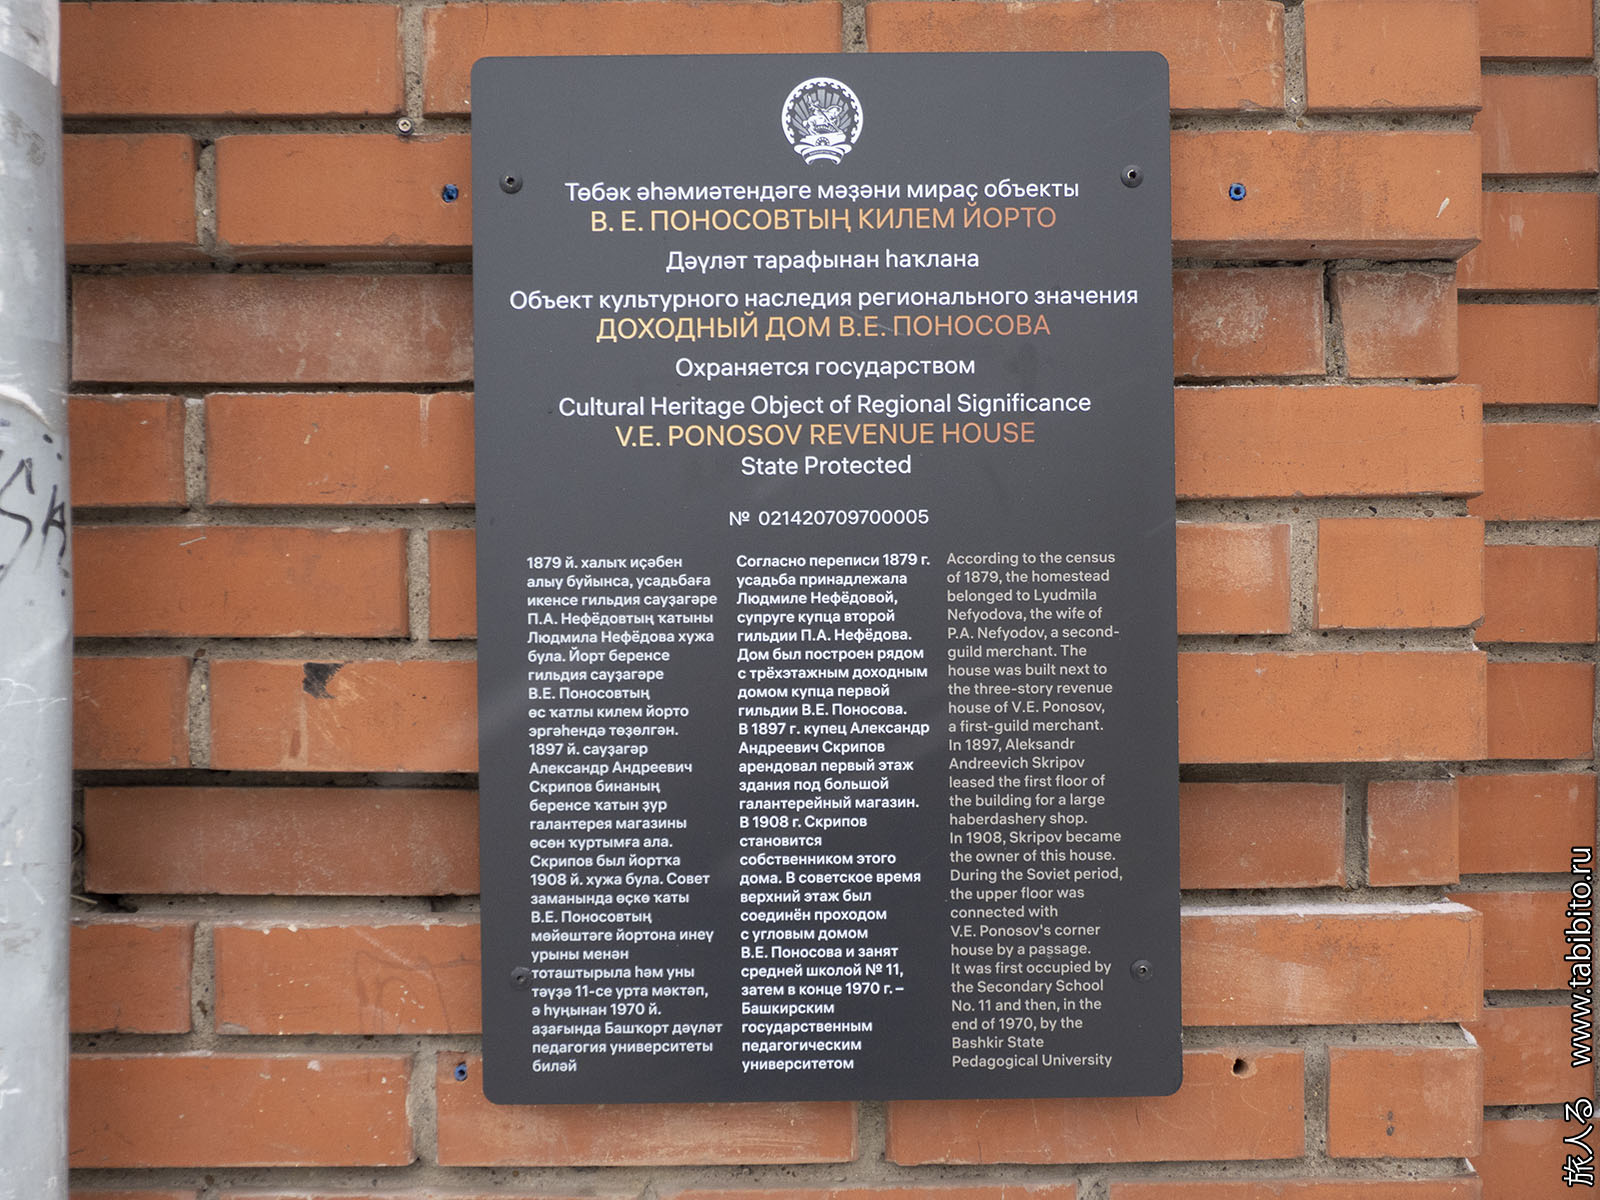 Төбәк әһәмиәтендәге мәҙәни мираҫ объекты
В. Е. ПОНОСОВТЫҢ КИЛЕМ ЙОРТО
Дәүләт тарафынан һаҡлана
Объект культурного наследия регионального значения
ДОХОДНЫЙ ДОМ В.Е. ПОНОСОВА
Охраняется государством
Cultural Heritage Object of Regional Significance
V.E. PONOSOV REVENUE HOUSE
State Protected
№ 021420709700005
1879 й. халыҡ иҫәбен
алыу буйынса, усадьбаға
икенсе гильдия сауҙагәре
П.А. Нефёдовтың ҡатыны
Людмила Нефёдова хужа
була. Йорт беренсе
гильдия сауҙагәре
В.Е. Поносовтың
өс ҡатлы килем йорто
эргәһендә төҙөлгән.
1897 й. сауҙагәр
Александр Андреевич
Скрипов бинаның
беренсе ҡатын ҙур
галантерея магазины
өсөн ҡуртымға ала.
Скрипов был йортҡа
1908 й. хужа була. Совет
заманында өҫкө ҡаты
В.Е. Поносовтың
мөйөштәге йортона инеү
урыны менән
тоташтырыла һәм уны
тәүҙә 11-се урта мәктәп,
ә һуңынан 1970 й.
аҙағында Башҡорт дәүләт
педагогия университеты
биләй
Согласно переписи 1879 г.
усадьба принадлежала
Людмиле Нефёдовой,
супруге купца второй
гильдии П.А. Нефёдова.
Дом был построен рядом
с трёхэтажным доходным
домом купца первой
гильдии В.Е. Поносова.
В 1897 г. купец Александр
Андреевич Скрипов
арендовал первый этаж
здания под большой
галантерейный магазин.
В 1908 г. Скрипов
становится
собственником этого
дома. В советское время
верхний этаж был
соединён проходом
с угловым домом
В.Е. Поносова и занят
средней школой № 11,
затем в конце 1970 г. –
Башкирским
государственным
педагогическим
университетом
According to the census
of 1879, the homestead
belonged to Lyudmila
Nefyodova, the wife of
P.A. Nefyodov, a second-
guild merchant. The
house was built next to
the three-story revenue
house of V.E. Ponosov,
a first-guild merchant.
In 1897, Aleksandr
Andreevich Skripov
leased the first floor of
the building for a large
haberdashery shop.
In 1908, Skripov became
the owner of this house.
During the Soviet period,
the upper floor was
connected with
V.E. Ponosov's corner
house by a passage.
It was first occupied by
the Secondary School
No. 11 and then, in the
end of 1970, by the
Bashkir State
Pedagogical University
旅人る www.tabibito.ru